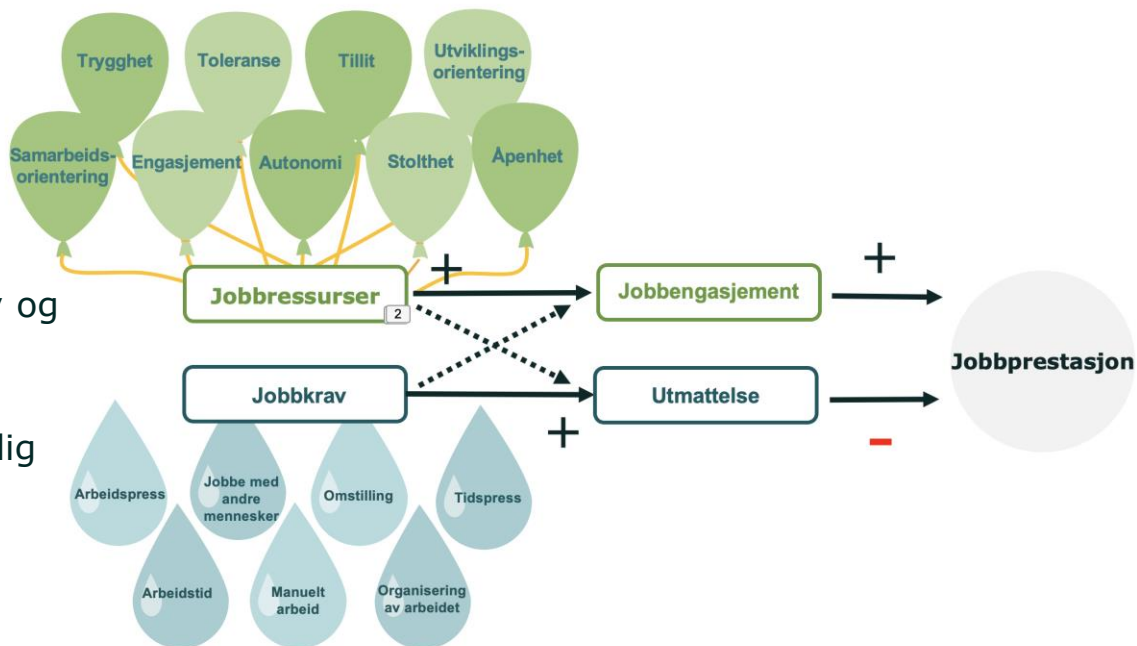 Trygghet
Toleranse
Tillit
Utviklings-
orientering
Samarbeids-
orientering
Engasjement
Autonomi
Stolthet
Åpenhet
+
+
Jobbressurser
2
Jobbengasjement
og
Jobbprestasjon
Jobbkrav
Utmattelse
+
-
dig
Arbeidspress
Jobbe med
andre
mennesker
Omstilling
Tidspress
Arbeidstid
Manuelt
arbeid
Organisering
av arbeidet